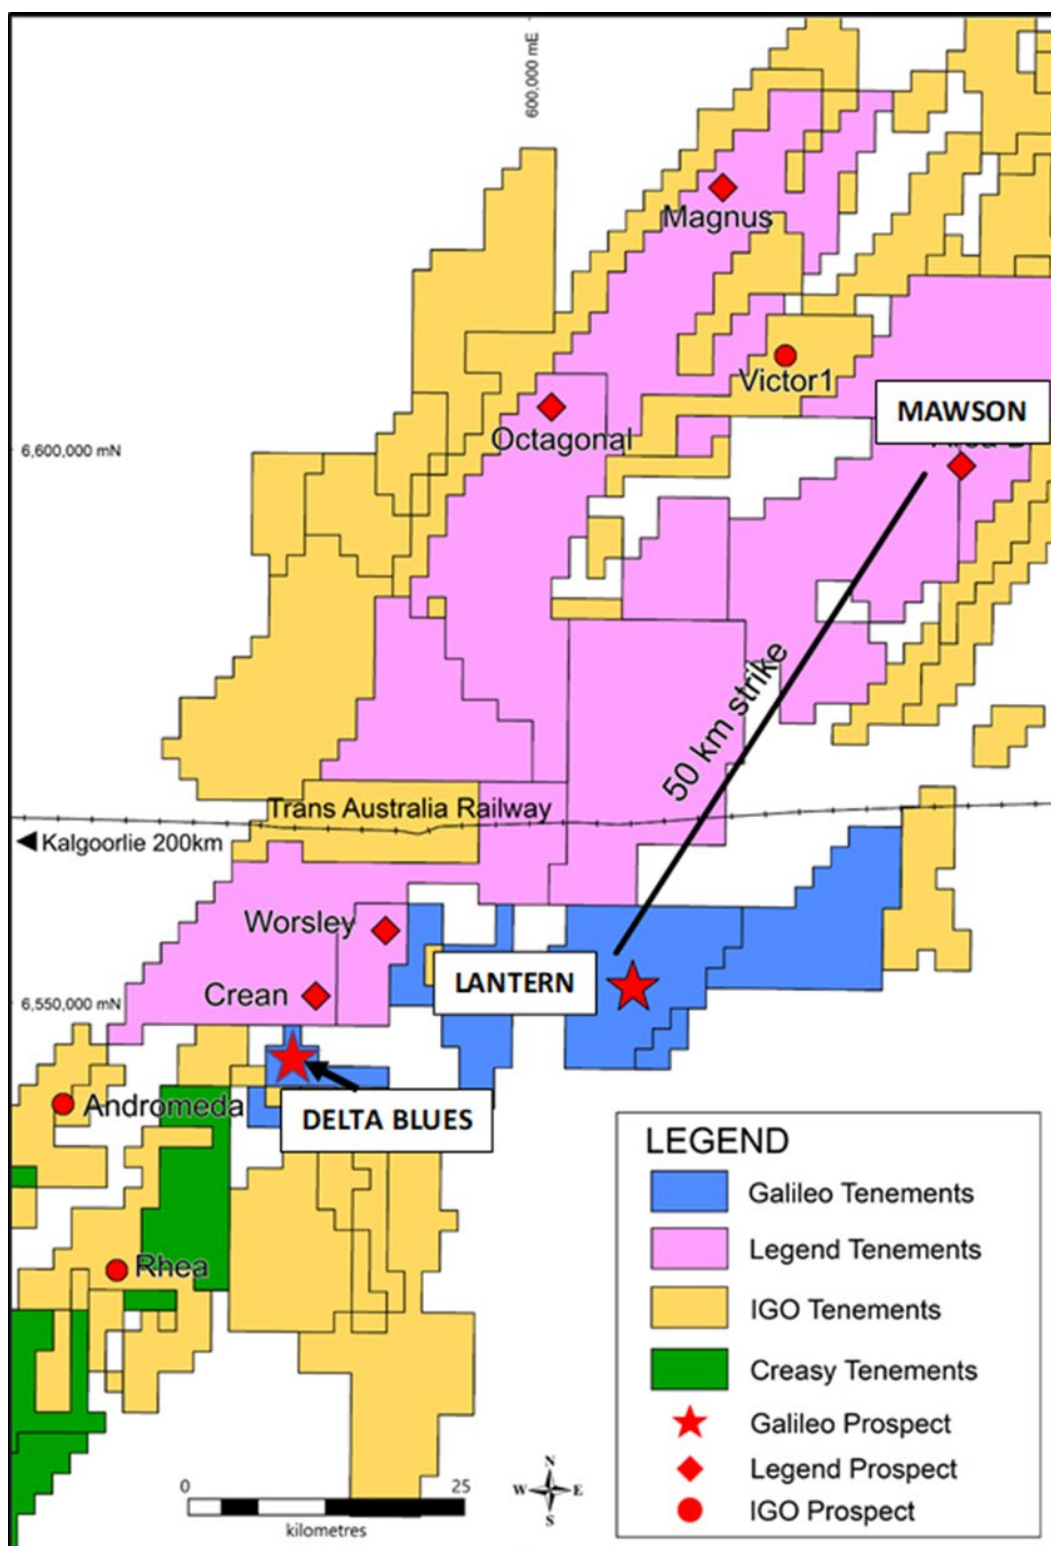 600,000 mE
Magnus
Victor1
MAWSON
Octagonal
6,600,000 mN
50 km strike
Trans Australia Railway
Kalgoorlie 200km
Worsley
LANTERN
Crean
6,550,000 mN
Andromeda
DELTA BLUES
Rhea
LEGEND
Galileo Tenements
Legend Tenements
IGO Tenements
Creasy Tenements
Galileo Prospect
Legend Prospect
IGO Prospect
0 25
kilometres
N
W E
S